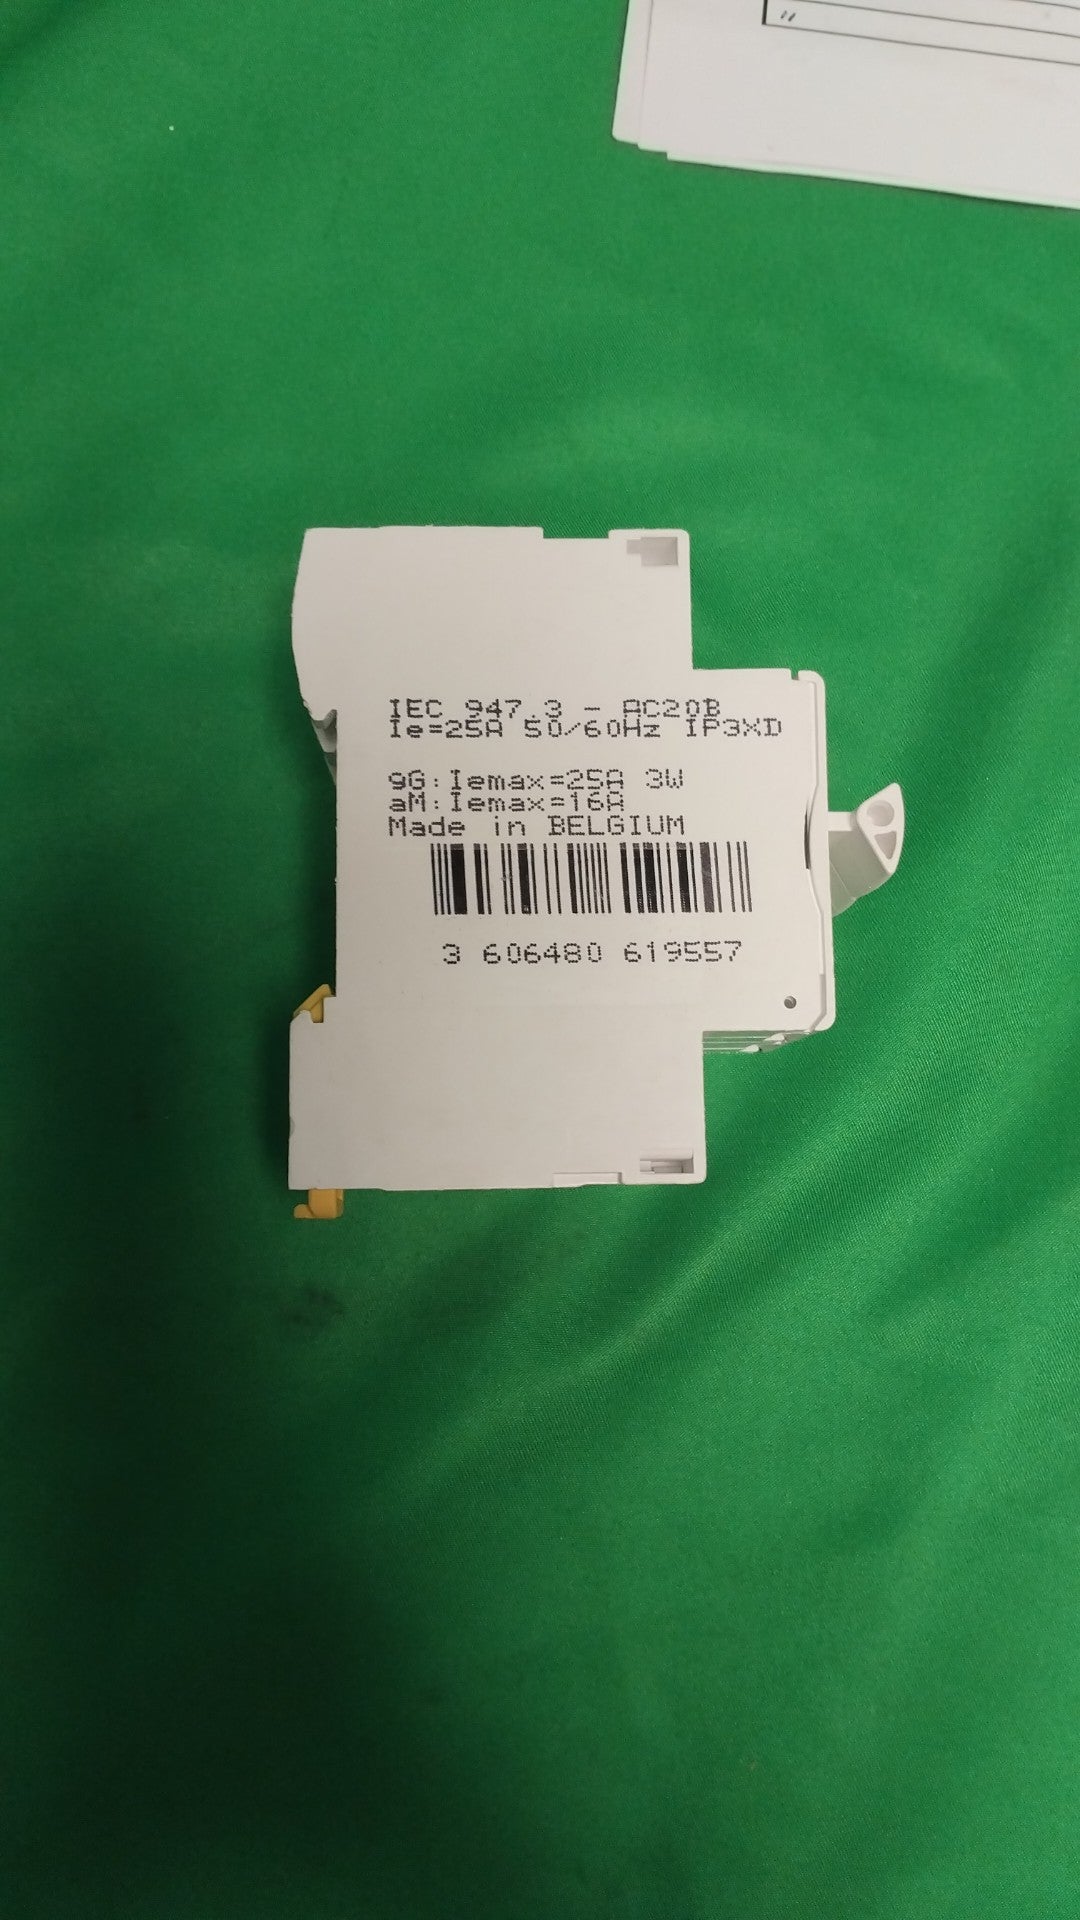 IEC 947.3 - AC20B
Ie=25A 50/60Hz IP3XD
gG:Iemax=25A 3W
aM:Iemax=16A
Made in BELGIUM
3 606480 619557